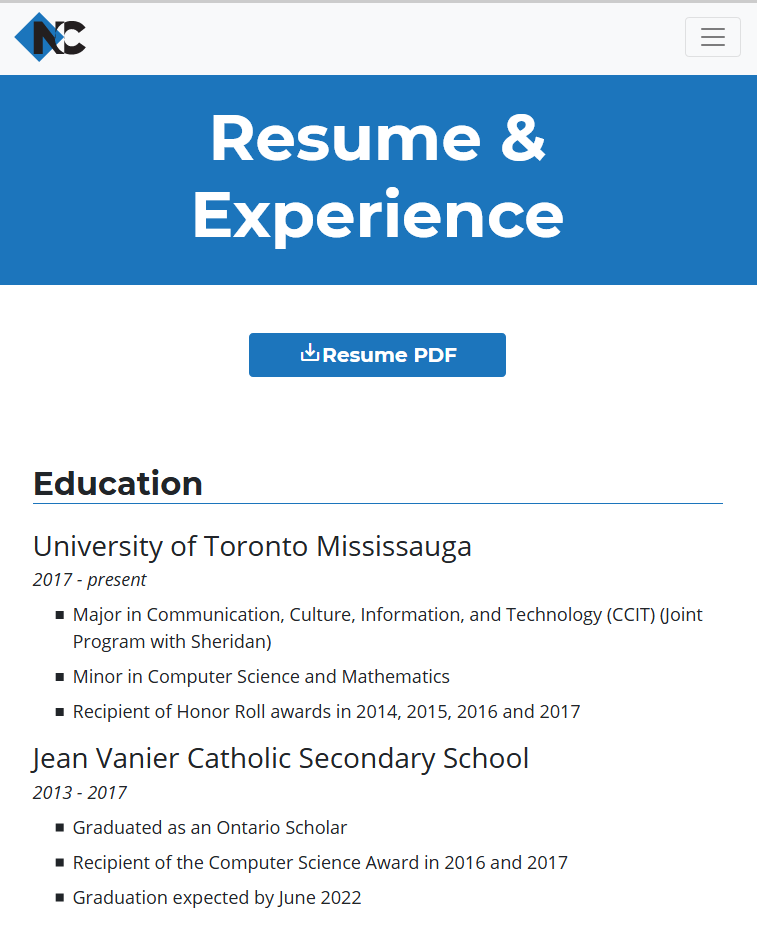 NC
Resume &
Experience
Resume PDF
Education
University of Toronto Mississauga
2017 - present
Major in Communication, Culture, Information, and Technology (CCIT) (Joint
Program with Sheridan)
Minor in Computer Science and Mathematics
Recipient of Honor Roll awards in 2014, 2015, 2016 and 2017
Jean Vanier Catholic Secondary School
2013 - 2017
Graduated as an Ontario Scholar
Recipient of the Computer Science Award in 2016 and 2017
Graduation expected by June 2022